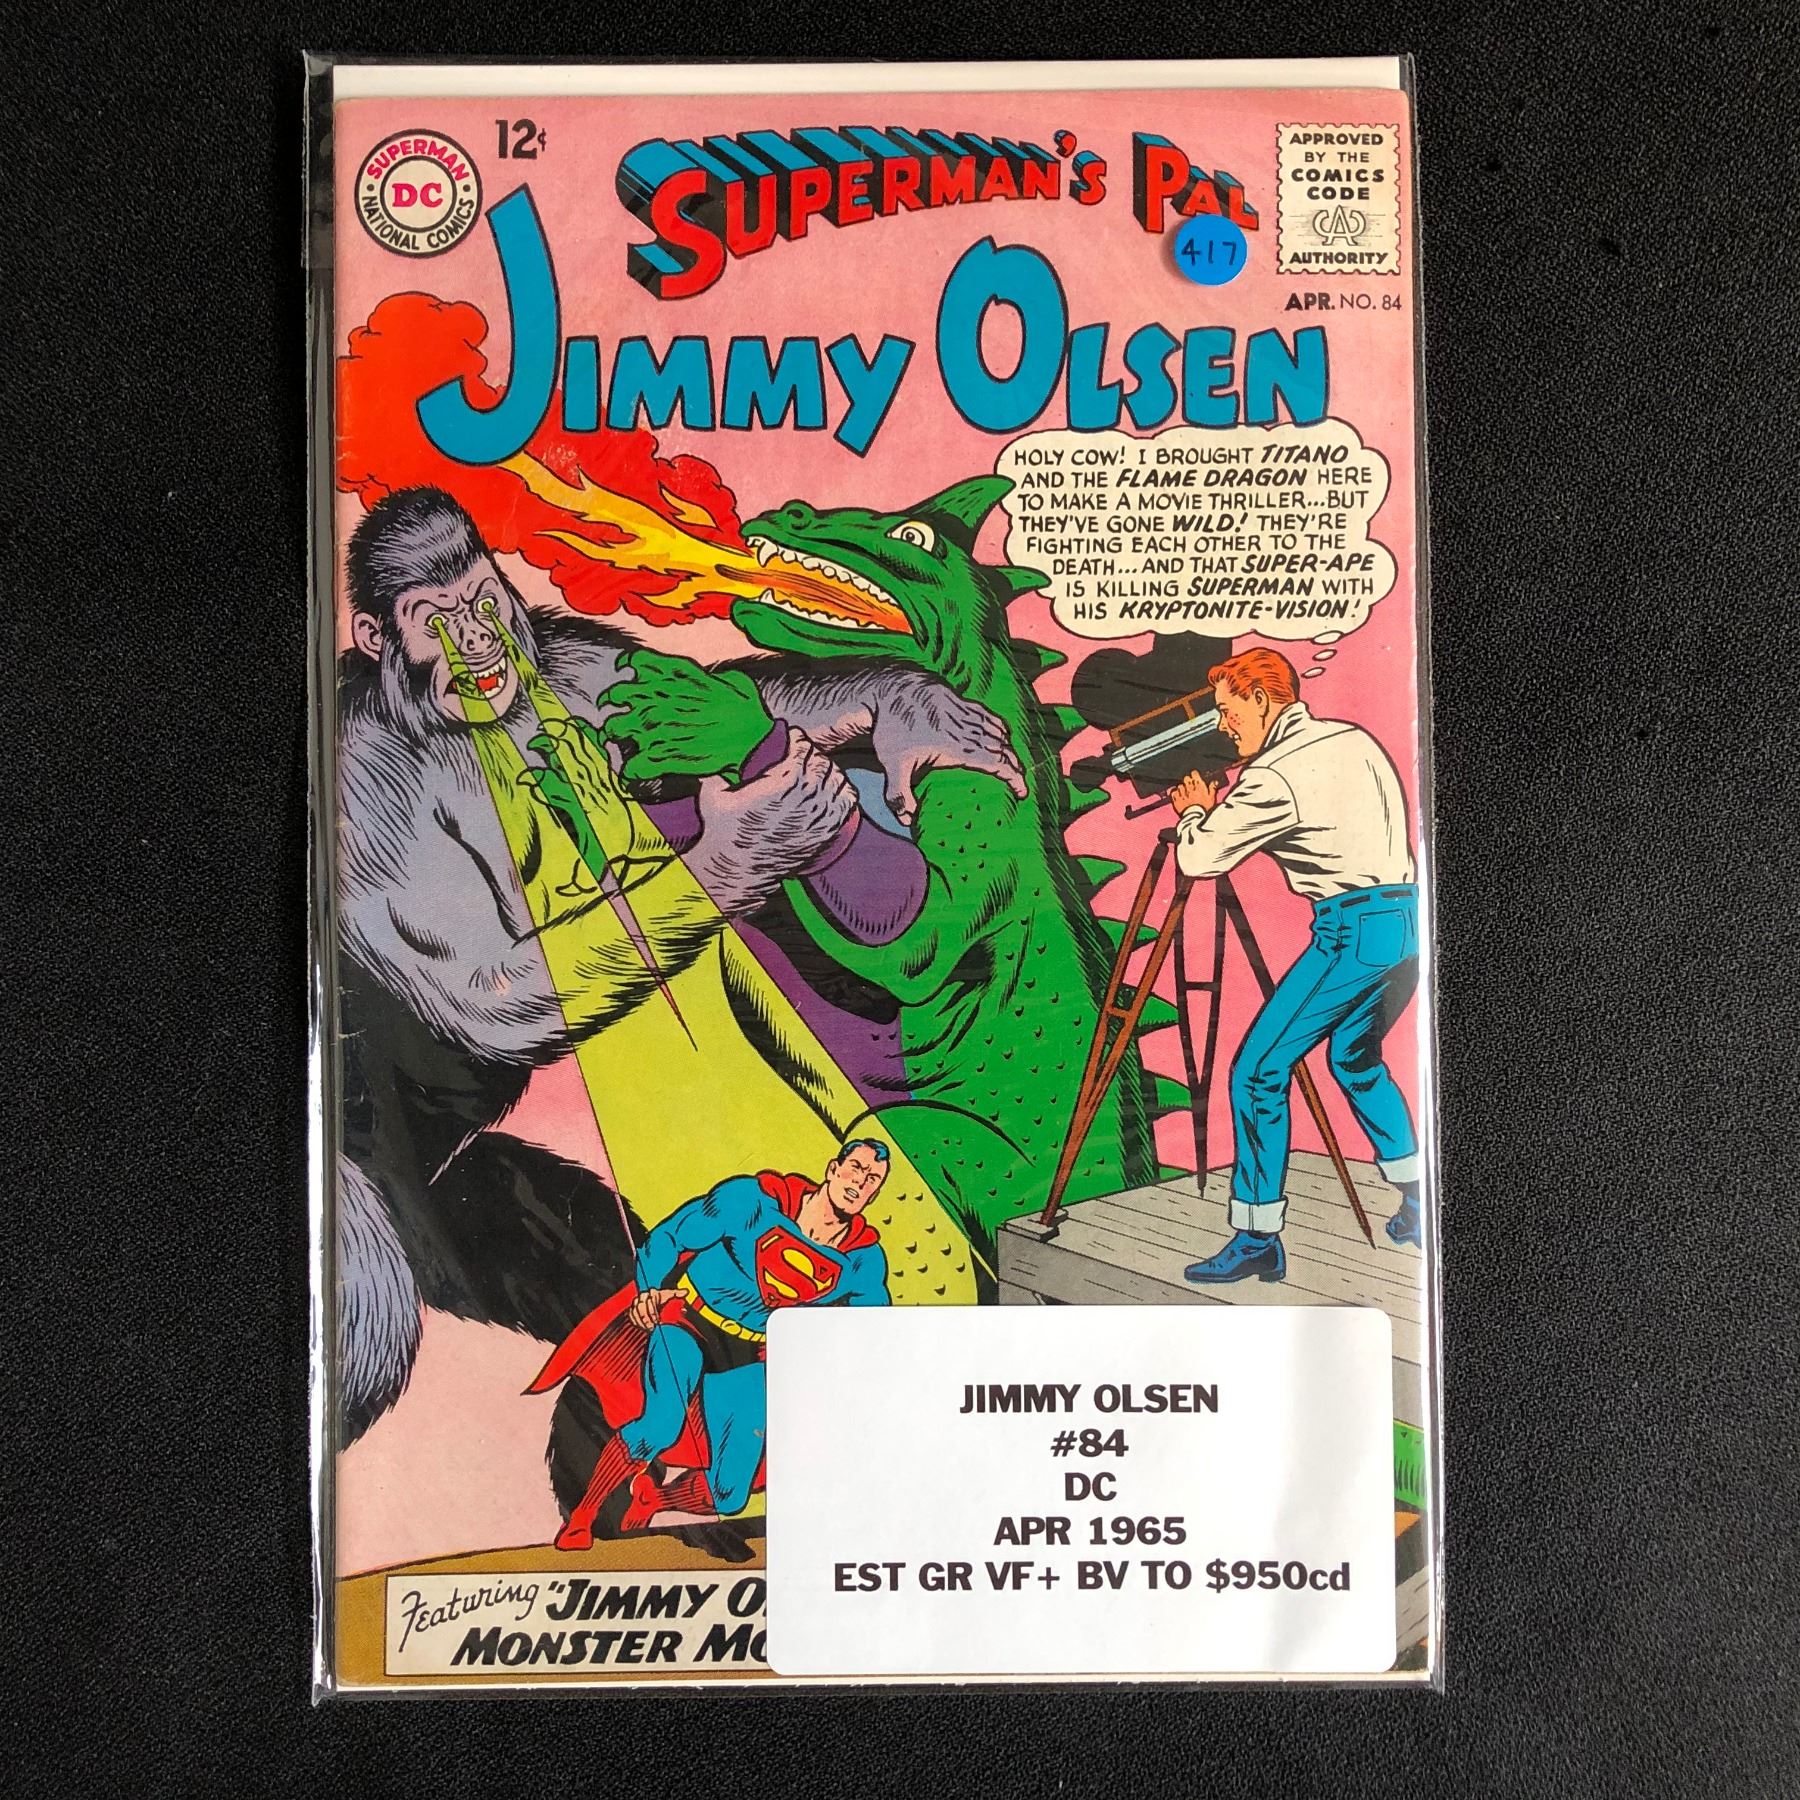 12¢
SUPERMAN
DC
NATIONAL COMICS
SUPERMAN'S PAL
JIMMY OLSEN
417
APPROVED
BY THE
COMICS
CODE
CA
AUTHORITY
APR. NO. 84
HOLY COW! I BROUGHT TITANO
AND THE FLAME DRAGON HERE
TO MAKE A MOVIE THRILLER...BUT
THEY'VE GONE WILD! THEY'RE
FIGHTING EACH OTHER TO THE
DEATH...AND THAT SUPER-APE
IS KILLING SUPERMAN WITH
HIS KRYPTONITE-VISION!
S
JIMMY OLSEN
#84
DC
APR 1965
EST GR VF+ BV TO $950cd
Featuring "JIMMY O
MONSTER MO